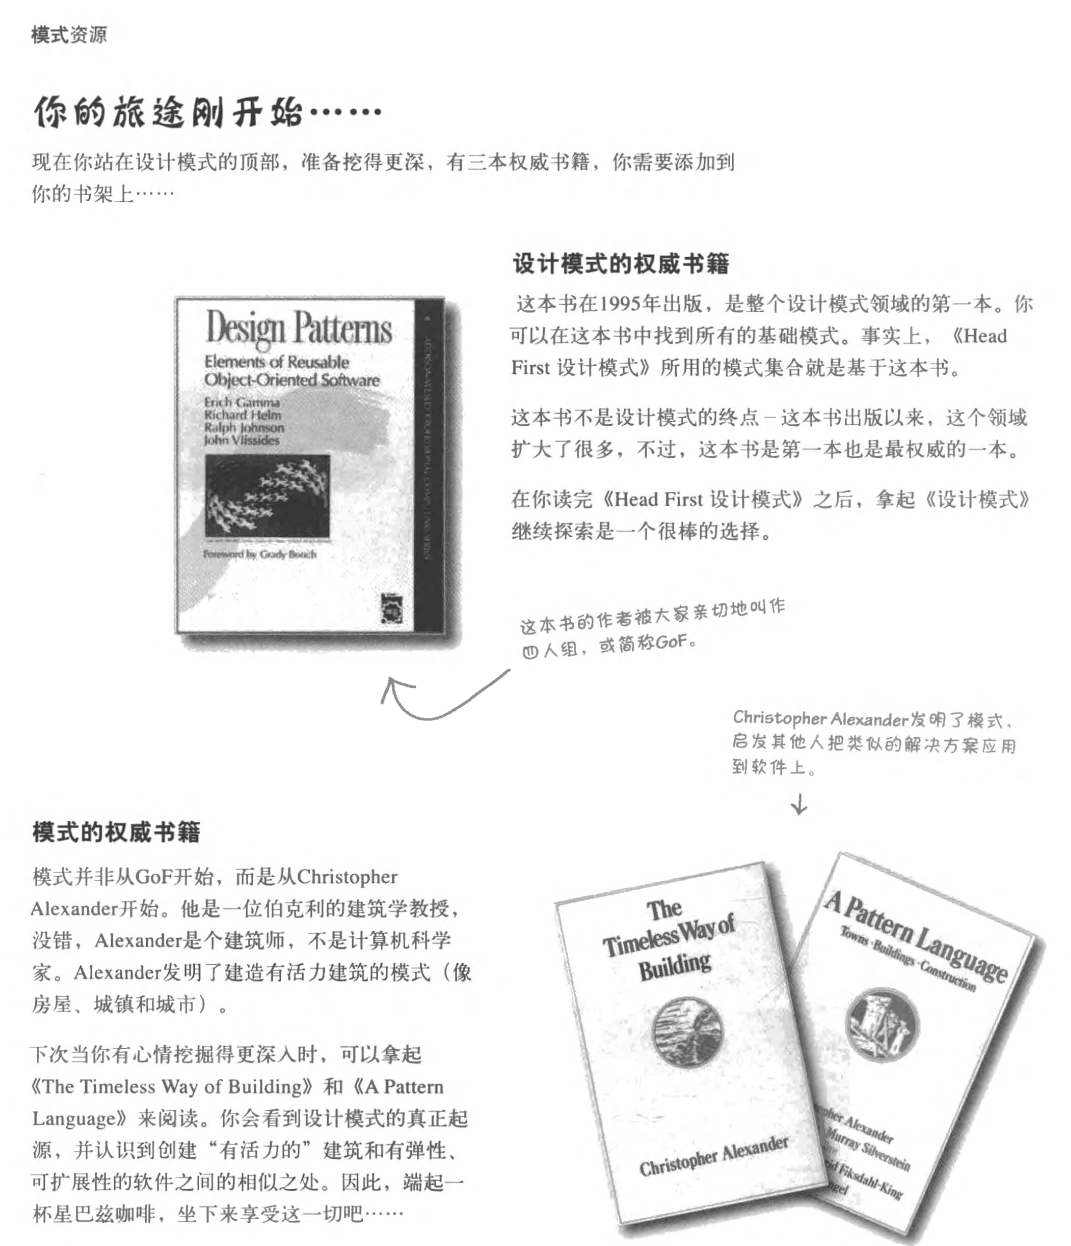 模式资源
你的旅途刚开始……
现在你站在设计模式的顶部，准备挖得更深，有三本权威书籍，你需要添加到
你的书架上……
设计模式的权威书籍
这本书在1995年出版，是整个设计模式领域的第一本。你
可以在这本书中找到所有的基础模式。事实上，《Head
First 设计模式》所用的模式集合就是基于这本书。
这本书不是设计模式的终点－这本书出版以来，这个领域
扩大了很多，不过，这本书是第一本也是最权威的一本。
在你读完《Head First 设计模式》之后，拿起《设计模式》
继续探索是一个很棒的选择。
Design Patterns
Elements of Reusable
Object-Oriented Software
Erich Gamma
Richard Helm
Ralph Johnson
John Vlissides
Foreword by Grady Booch
ADDISON-WESLEY PROFESSIONAL COMPUTING SERIES
这本书的作者被大家亲切地叫作
四人组，或简称GoF。
Christopher Alexander发明了模式，
启发其他人把类似的解决方案应用
到软件上。
模式的权威书籍
模式并非从GoF开始，而是从Christopher
Alexander开始。他是一位伯克利的建筑学教授，
没错，Alexander是个建筑师，不是计算机科学
家。Alexander发明了建造有活力建筑的模式（像
房屋、城镇和城市）。
下次当你有心情挖掘得更深入时，可以拿起
《The Timeless Way of Building》和《A Pattern
Language》来阅读。你会看到设计模式的真正起
源，并认识到创建“有活力的”建筑和有弹性、
可扩展性的软件之间的相似之处。因此，端起一
杯星巴兹咖啡，坐下来享受这一切吧……
The
Timeless Way of
Building
Christopher Alexander
A Pattern Language
Towns · Buildings · Construction
opher Alexander
Murray Silverstein
id Fiksdahl-King
gel